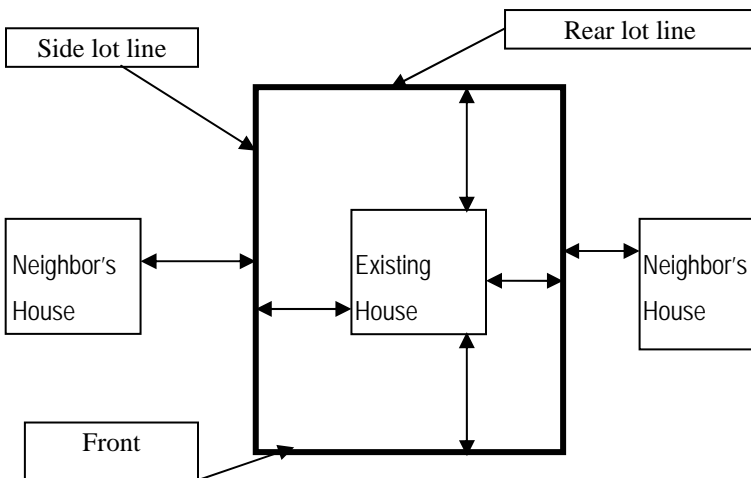 Side lot line
Rear lot line
Neighbor's
House
Existing
House
Neighbor's
House
Front